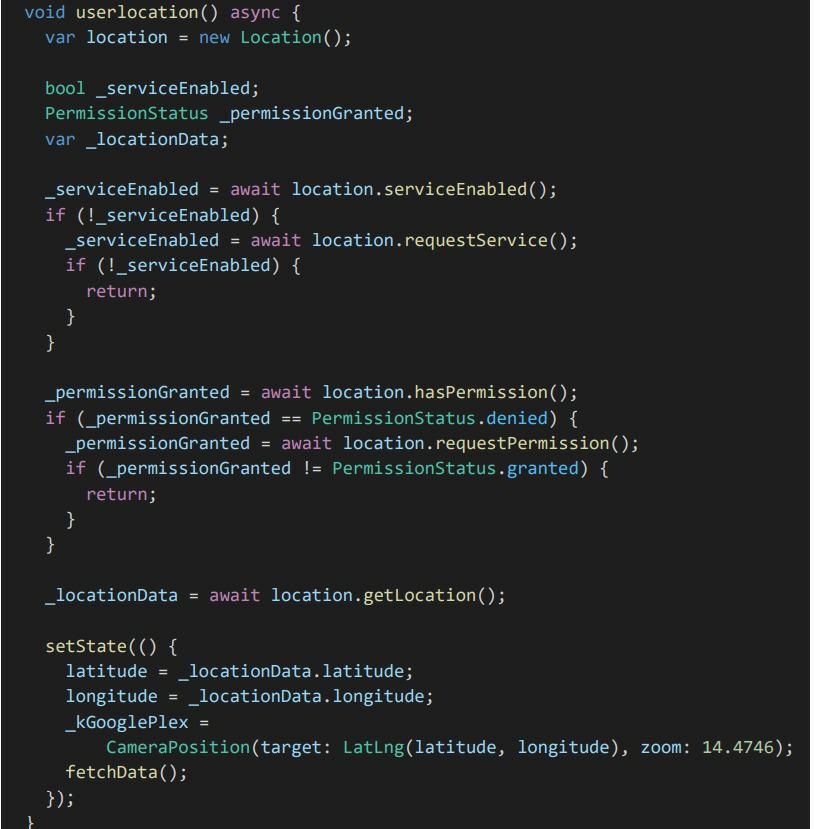 void userlocation() async {
  var location = new Location();

  bool _serviceEnabled;
  PermissionStatus _permissionGranted;
  var _locationData;

  _serviceEnabled = await location.serviceEnabled();
  if (!_serviceEnabled) {
    _serviceEnabled = await location.requestService();
    if (!_serviceEnabled) {
      return;
    }
  }

  _permissionGranted = await location.hasPermission();
  if (_permissionGranted == PermissionStatus.denied) {
    _permissionGranted = await location.requestPermission();
    if (_permissionGranted != PermissionStatus.granted) {
      return;
    }
  }

  _locationData = await location.getLocation();

  setState(() {
    latitude = _locationData.latitude;
    longitude = _locationData.longitude;
    _kGooglePlex =
        CameraPosition(target: LatLng(latitude, longitude), zoom: 14.4746);
    fetchData();
  });
}